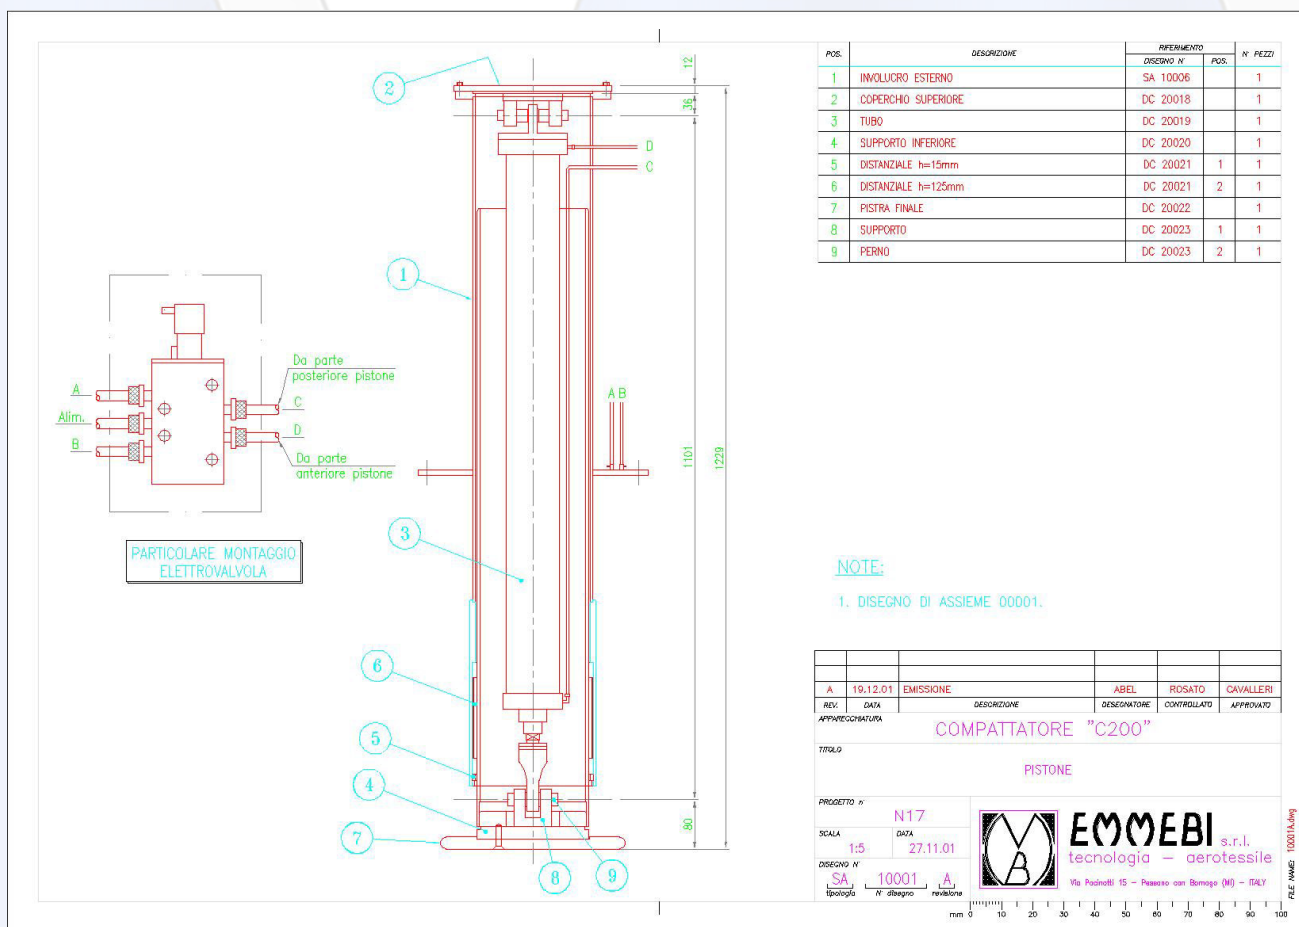 POS.
DESCRIZIONE
RIFERIMENTO
N° PEZZI
DISEGNO N°
POS.
1 INVOLUCRO ESTERNO SA 10006 1
2 COPERCHIO SUPERIORE DC 20018 1
3 TUBO DC 20019 1
4 SUPPORTO INFERIORE DC 20020 1
5 DISTANZIALE h=15mm DC 20021 1 1
6 DISTANZIALE h=125mm DC 20021 2 1
7 PISTRA FINALE DC 20022 1
8 SUPPORTO DC 20023 1 1
9 PERNO DC 20023 2 1
2
12
36
D
C
1
A B
1101
1229
3
6
5
4
7
8
9
80
Da parte
posteriore pistone
A
C
Alim.
D
B
Da parte
anteriore pistone
PARTICOLARE MONTAGGIO
ELETTROVALVOLA
NOTE:
1. DISEGNO DI ASSIEME 00001.
A 19.12.01 EMISSIONE ABEL ROSATO CAVALLERI
REV. DATA DESCRIZIONE DISEGNATORE CONTROLLATO APPROVATO
APPARECCHIATURA
COMPATTATORE "C200"
TITOLO
PISTONE
PROGETTO n°
N17
SCALA
1:5
DATA
27.11.01
DISEGNO N°
SA 10001 A
tipologia N° disegno revisione
MB
EMMEBI s.r.l.
tecnologia – aerotessile
Via Pacinotti 15 – Pessano con Bornago (MI) – ITALY
FILE NAME: 10001A.dwg
mm 0 10 20 30 40 50 60 70 80 90 100